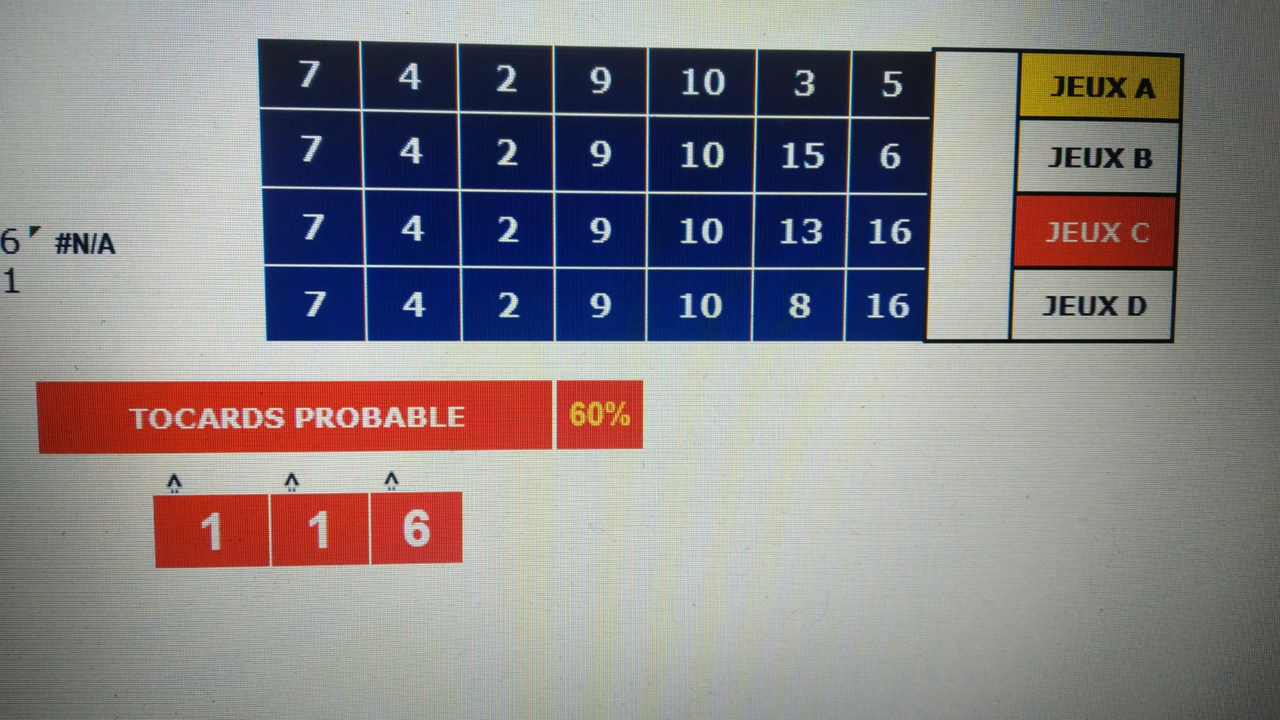 7 4 2 9 10 3 5 JEUX A
7 4 2 9 10 15 6 JEUX B
6 #N/A 7 4 2 9 10 13 16 JEUX C
1
7 4 2 9 10 8 16 JEUX D
TOCARDS PROBABLE 60%
1 1 6